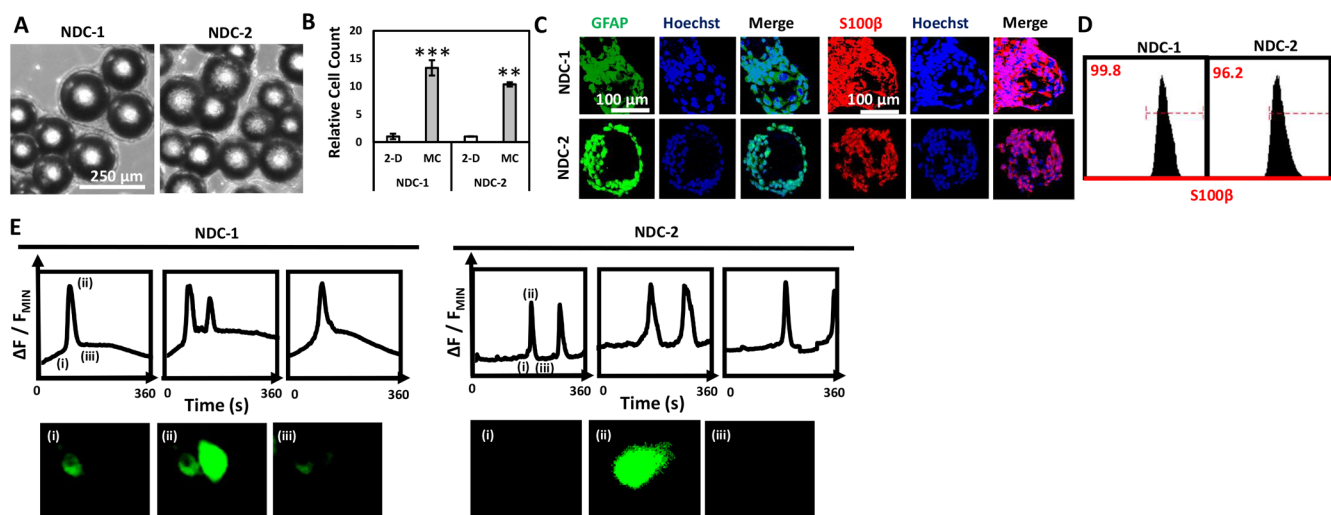 A
NDC-1
NDC-2
250 µm
B
Relative Cell Count
20
15
10
5
0
***
**
2-D
MC
2-D
MC
NDC-1
NDC-2
C
GFAP
Hoechst
Merge
S100β
Hoechst
Merge
NDC-1
100 µm
100 µm
NDC-2
D
NDC-1
NDC-2
99.8
96.2
S100β
E
NDC-1
NDC-2
ΔF / FMIN
(i)
(ii)
(iii)
0
360
0
360
Time (s)
ΔF / FMIN
(ii)
(i)
(iii)
0
360
0
360
Time (s)
(i)
(ii)
(iii)
(i)
(ii)
(iii)